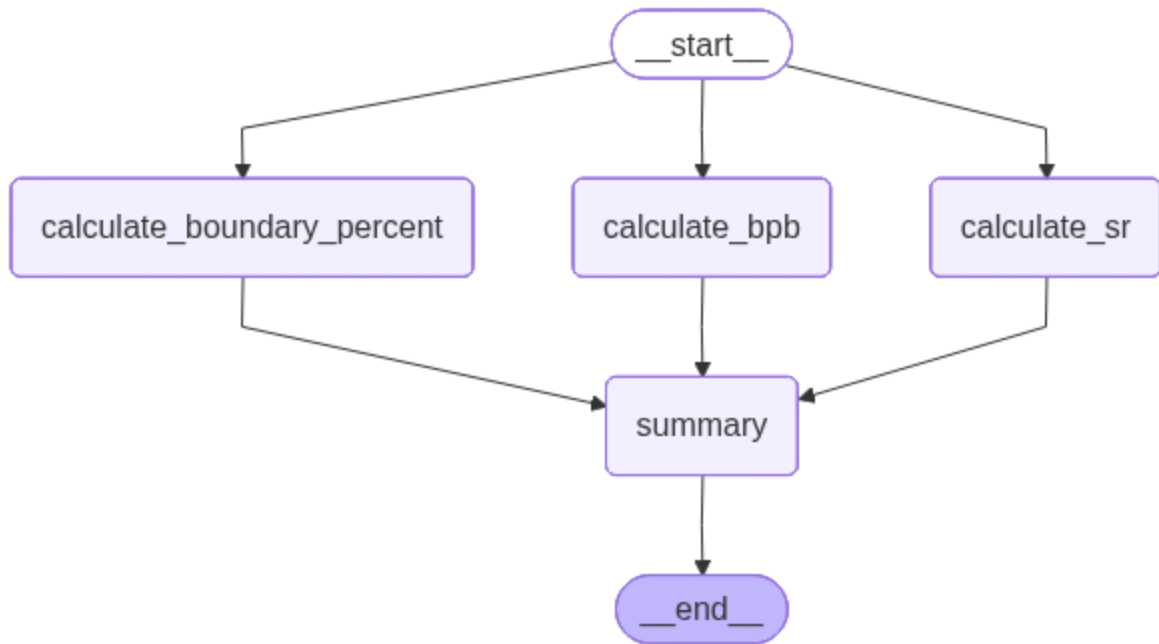 __start__
calculate_boundary_percent
calculate_bpb
calculate_sr
summary
__end__